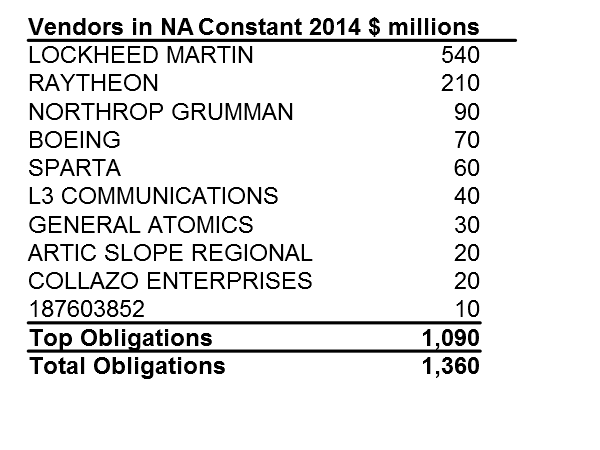 Vendors in NA Constant 2014 $ millions
LOCKHEED MARTIN 540
RAYTHEON 210
NORTHROP GRUMMAN 90
BOEING 70
SPARTA 60
L3 COMMUNICATIONS 40
GENERAL ATOMICS 30
ARTIC SLOPE REGIONAL 20
COLLAZO ENTERPRISES 20
187603852 10
Top Obligations 1,090
Total Obligations 1,360